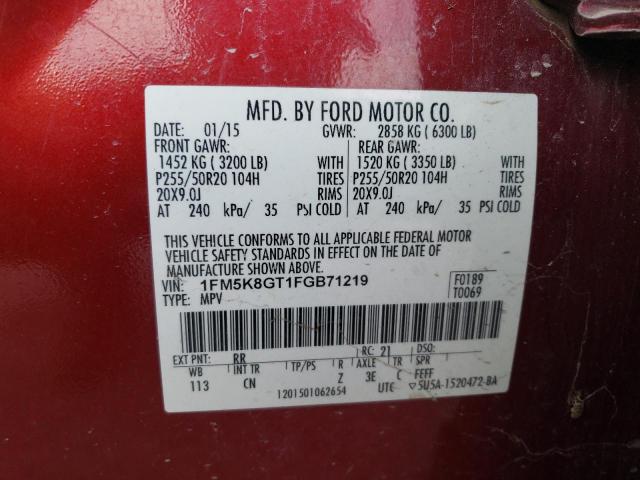 MFD. BY FORD MOTOR CO.
DATE: 01/15 GVWR: 2858 KG ( 6300 LB)
FRONT GAWR: REAR GAWR:
1452 KG ( 3200 LB) WITH 1520 KG ( 3350 LB) WITH
P255/50R20 104H TIRES P255/50R20 104H TIRES
20X9.0J RIMS 20X9.0J RIMS
AT 240 kPa/ 35 PSI COLD AT 240 kPa/ 35 PSI COLD
THIS VEHICLE CONFORMS TO ALL APPLICABLE FEDERAL MOTOR
VEHICLE SAFETY STANDARDS IN EFFECT ON THE DATE OF
MANUFACTURE SHOWN ABOVE.
VIN: 1FM5K8GT1FGB71219 F0189
TYPE: MPV T0069
EXT PNT: RR RC: 21 DSO:
WB INT TR TP/PS R AXLE TR SPR
113 CN Z 3E C FEFF
1201501062654 UTC ▽5U5A-1520472-BA